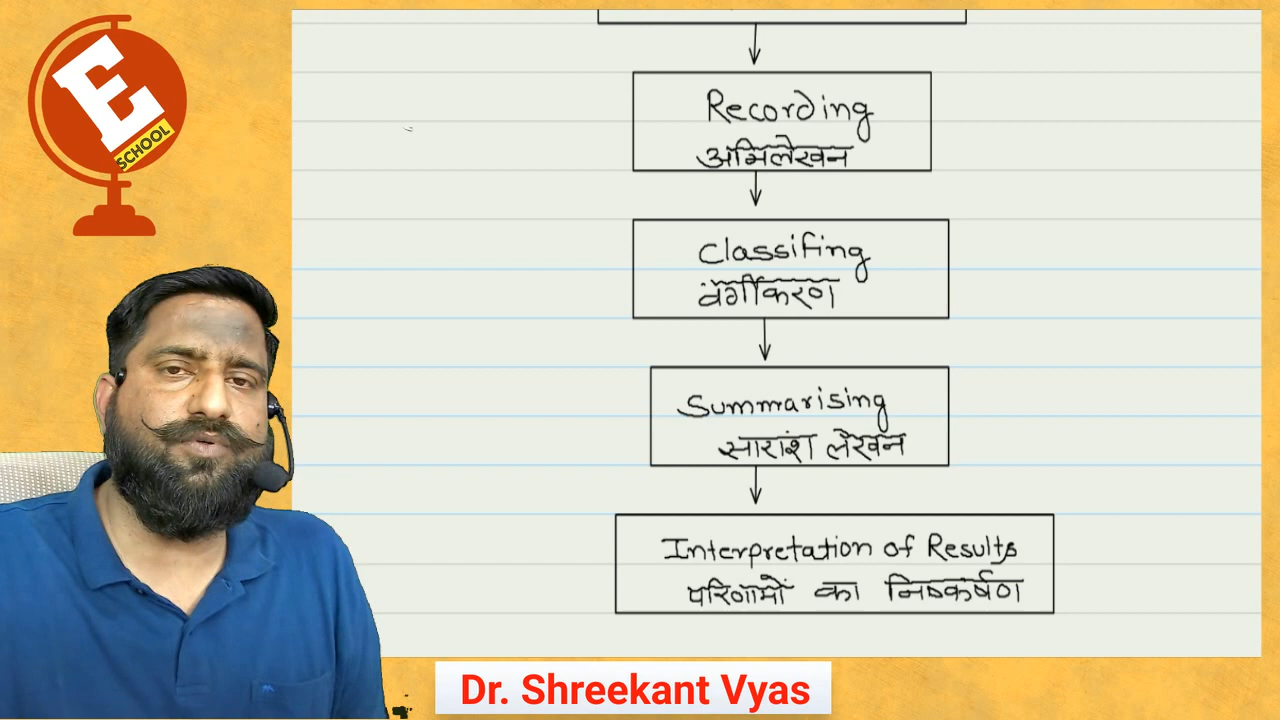 E
SCHOOL
Recording
अभिलेखन
Classifing
वर्गीकरण
Summarising
सारांश लेखन
Interpretation of Results
परिणामों का निष्कर्षण
Dr. Shreekant Vyas